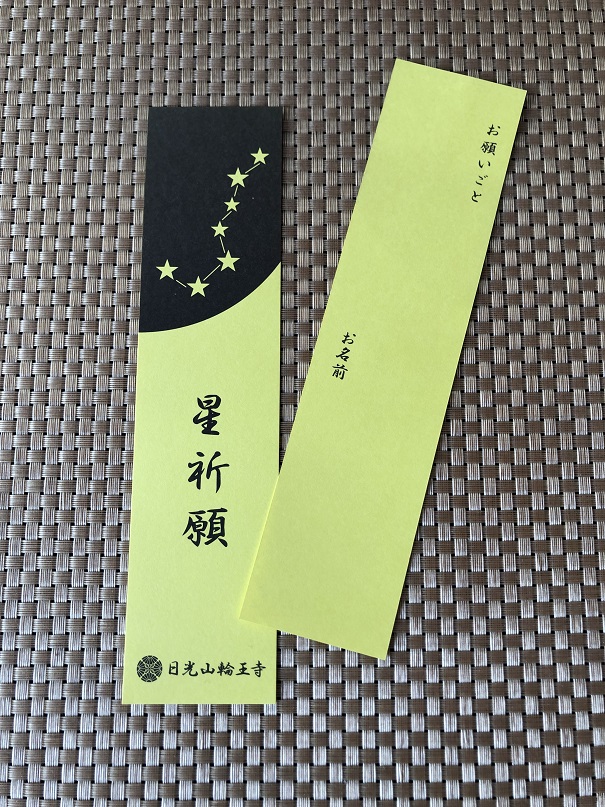 星祈願
日光山輪王寺
お願いごと
お名前